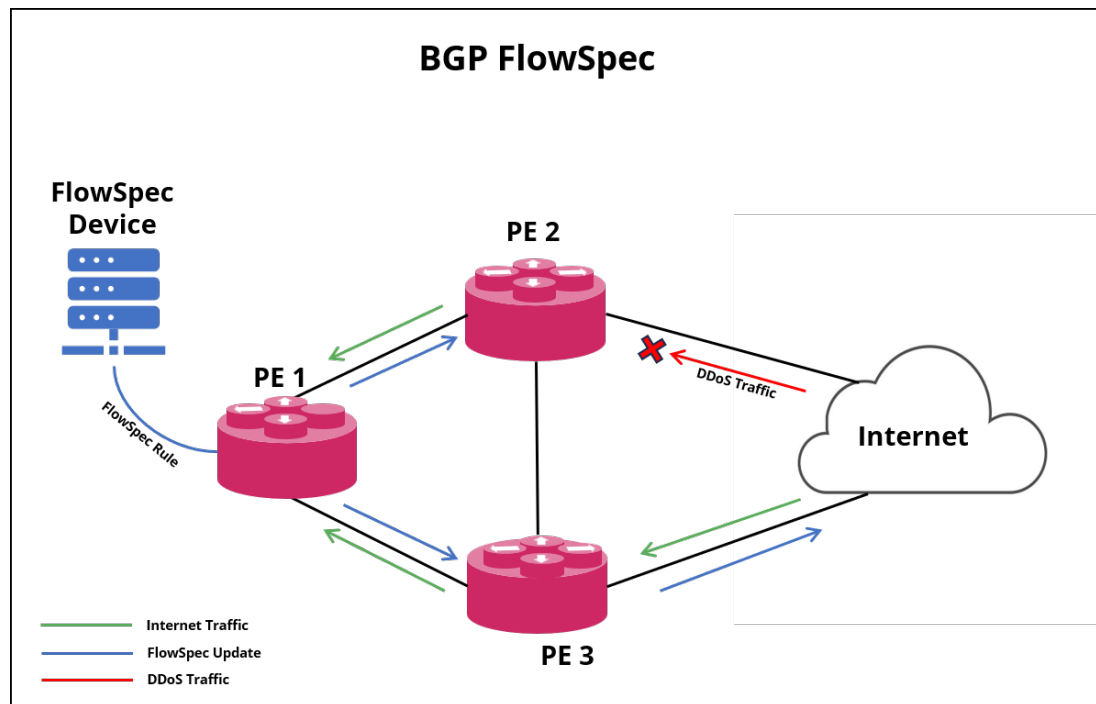 BGP FlowSpec
FlowSpec
Device
PE 2
PE 1
FlowSpec Rule
DDoS Traffic
Internet
PE 3
Internet Traffic
FlowSpec Update
DDoS Traffic